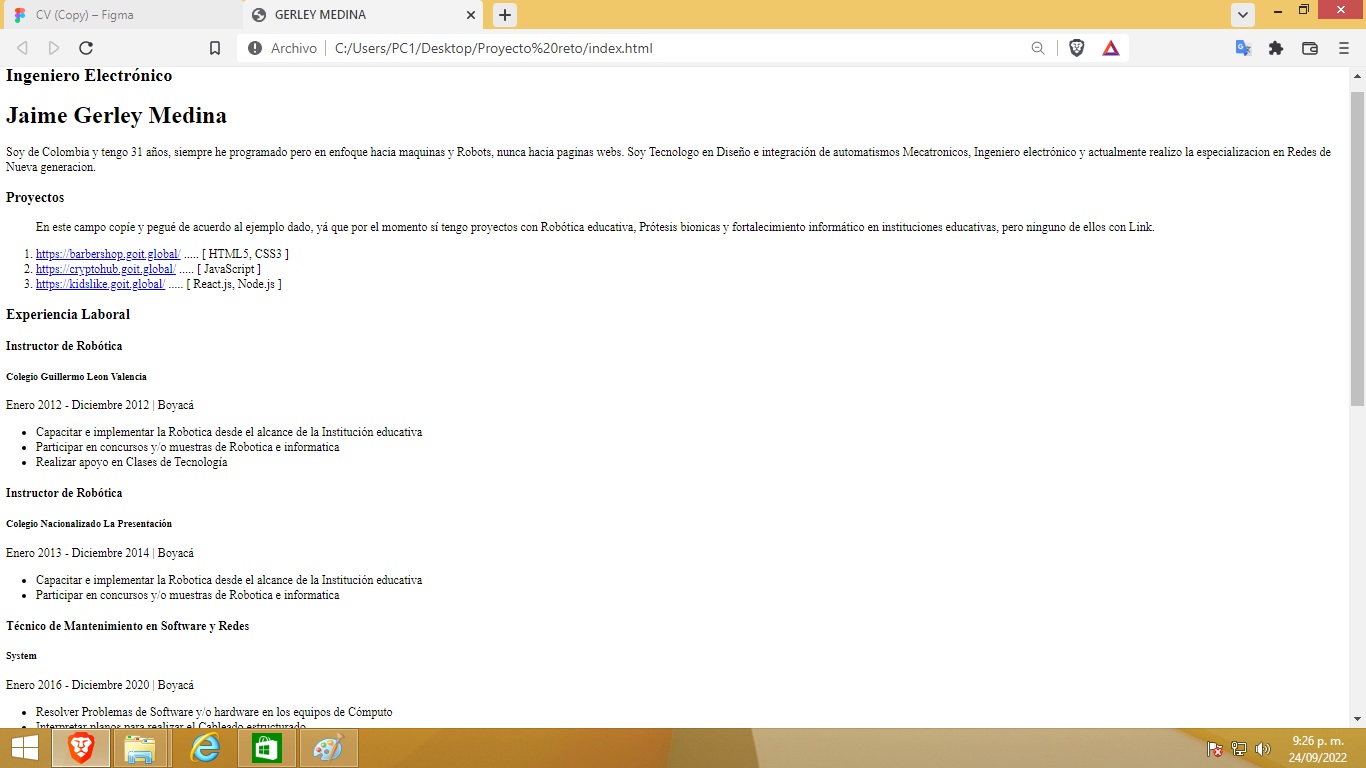 CV (Copy) – Figma
GERLEY MEDINA
Archivo
C:/Users/PC1/Desktop/Proyecto%20reto/index.html
Ingeniero Electrónico
Jaime Gerley Medina
Soy de Colombia y tengo 31 años, siempre he programado pero en enfoque hacia maquinas y Robots, nunca hacia paginas webs. Soy Tecnologo en Diseño e integración de automatismos Mecatronicos, Ingeniero electrónico y actualmente realizo la especializacion en Redes de
Nueva generacion.
Proyectos
En este campo copíe y pegué de acuerdo al ejemplo dado, yá que por el momento sí tengo proyectos con Robótica educativa, Prótesis bionicas y fortalecimiento informático en instituciones educativas, pero ninguno de ellos con Link.
1. https://barbershop.goit.global/ ..... [ HTML5, CSS3 ]
2. https://cryptohub.goit.global/ ..... [ JavaScript ]
3. https://kidslike.goit.global/ ..... [ React.js, Node.js ]
Experiencia Laboral
Instructor de Robótica
Colegio Guillermo Leon Valencia
Enero 2012 - Diciembre 2012 | Boyacá
• Capacitar e implementar la Robotica desde el alcance de la Institución educativa
• Participar en concursos y/o muestras de Robotica e informatica
• Realizar apoyo en Clases de Tecnología
Instructor de Robótica
Colegio Nacionalizado La Presentación
Enero 2013 - Diciembre 2014 | Boyacá
• Capacitar e implementar la Robotica desde el alcance de la Institución educativa
• Participar en concursos y/o muestras de Robotica e informatica
Técnico de Mantenimiento en Software y Redes
System
Enero 2016 - Diciembre 2020 | Boyacá
• Resolver Problemas de Software y/o hardware en los equipos de Cómputo
• Interpretar planos para realizar el Cableado estructurado
9:26 p. m.
24/09/2022